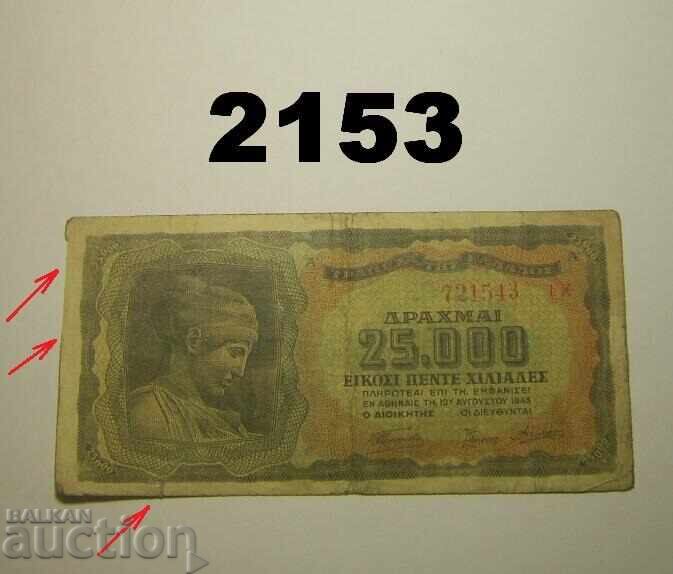 2153
721543
ΔΡΑΧΜΑΙ
25.000
ΕΙΚΟΣΙ ΠΕΝΤΕ ΧΙΛΙΑΔΕΣ
ΠΛΗΡΩΤΕΑΙ ΕΠΙ ΤΗ ΕΜΦΑΝΙΣΕΙ
ΕΝ ΑΘΗΝΑΙΣ ΤΗ 12Η ΑΥΓΟΥΣΤΟΥ 1943
Ο ΔΙΟΙΚΗΤΗΣ ΟΙ ΔΙΕΥΘΥΝΤΑΙ
BALKAN
auction